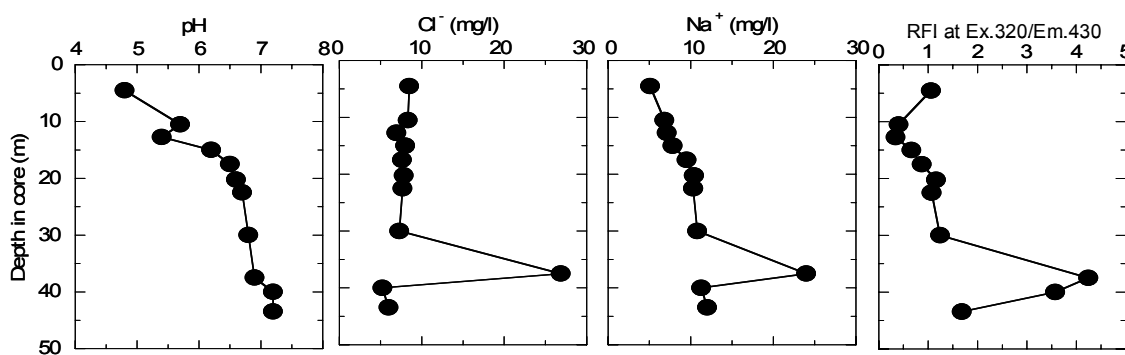 pH
4 5 6 7 8
Cl⁻ (mg/l)
0 10 20 30
Na⁺ (mg/l)
0 10 20 30
RFI at Ex.320/Em.430
0 1 2 3 4 5
Depth in core (m)
0
10
20
30
40
50